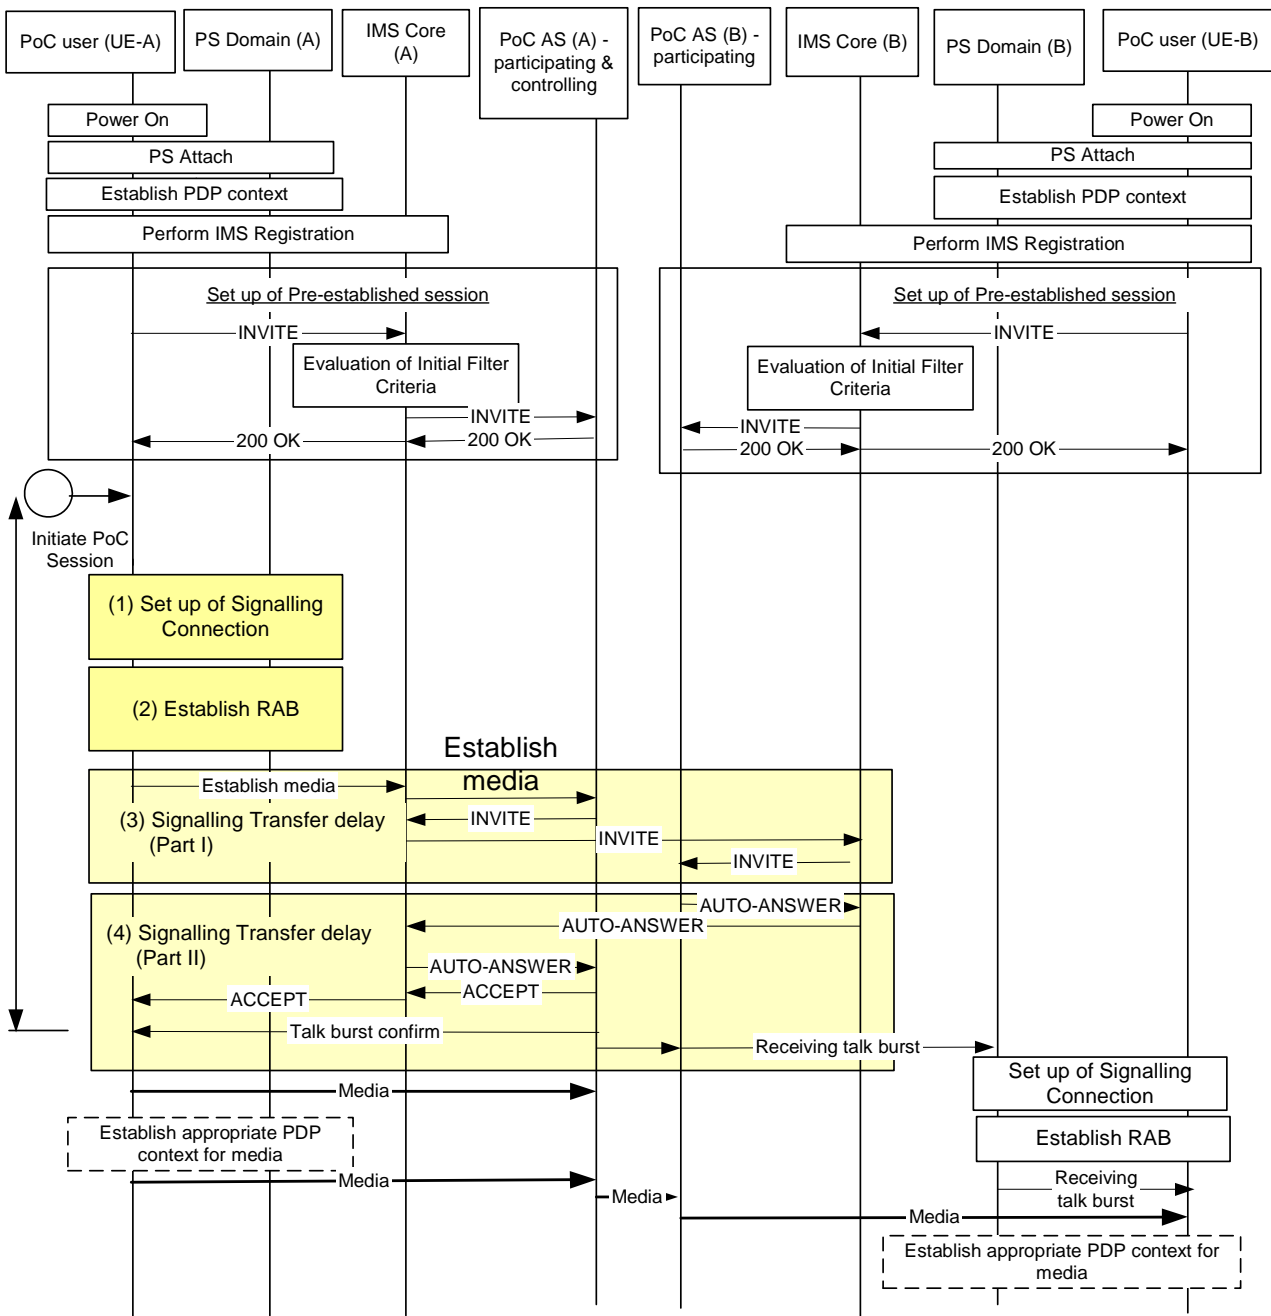 PoC user (UE-A)
PS Domain (A)
IMS Core
(A)
PoC AS (A) -
participating &
controlling
PoC AS (B) -
participating
IMS Core (B)
PS Domain (B)
PoC user (UE-B)
Power On
Power On
PS Attach
PS Attach
Establish PDP context
Establish PDP context
Perform IMS Registration
Perform IMS Registration
Set up of Pre-established session
Set up of Pre-established session
INVITE
INVITE
Evaluation of Initial Filter
Criteria
Evaluation of Initial Filter
Criteria
INVITE
INVITE
200 OK
200 OK
200 OK
200 OK
Initiate PoC
Session
(1) Set up of Signalling
Connection
(2) Establish RAB
Establish
media
Establish media
(3) Signalling Transfer delay
(Part I)
INVITE
INVITE
INVITE
AUTO-ANSWER
AUTO-ANSWER
(4) Signalling Transfer delay
(Part II)
AUTO-ANSWER
ACCEPT
ACCEPT
Talk burst confirm
Receiving talk burst
Set up of Signalling
Connection
Media
Establish appropriate PDP
context for media
Establish RAB
Media
Receiving
talk burst
Media
Media
Establish appropriate PDP context for
media